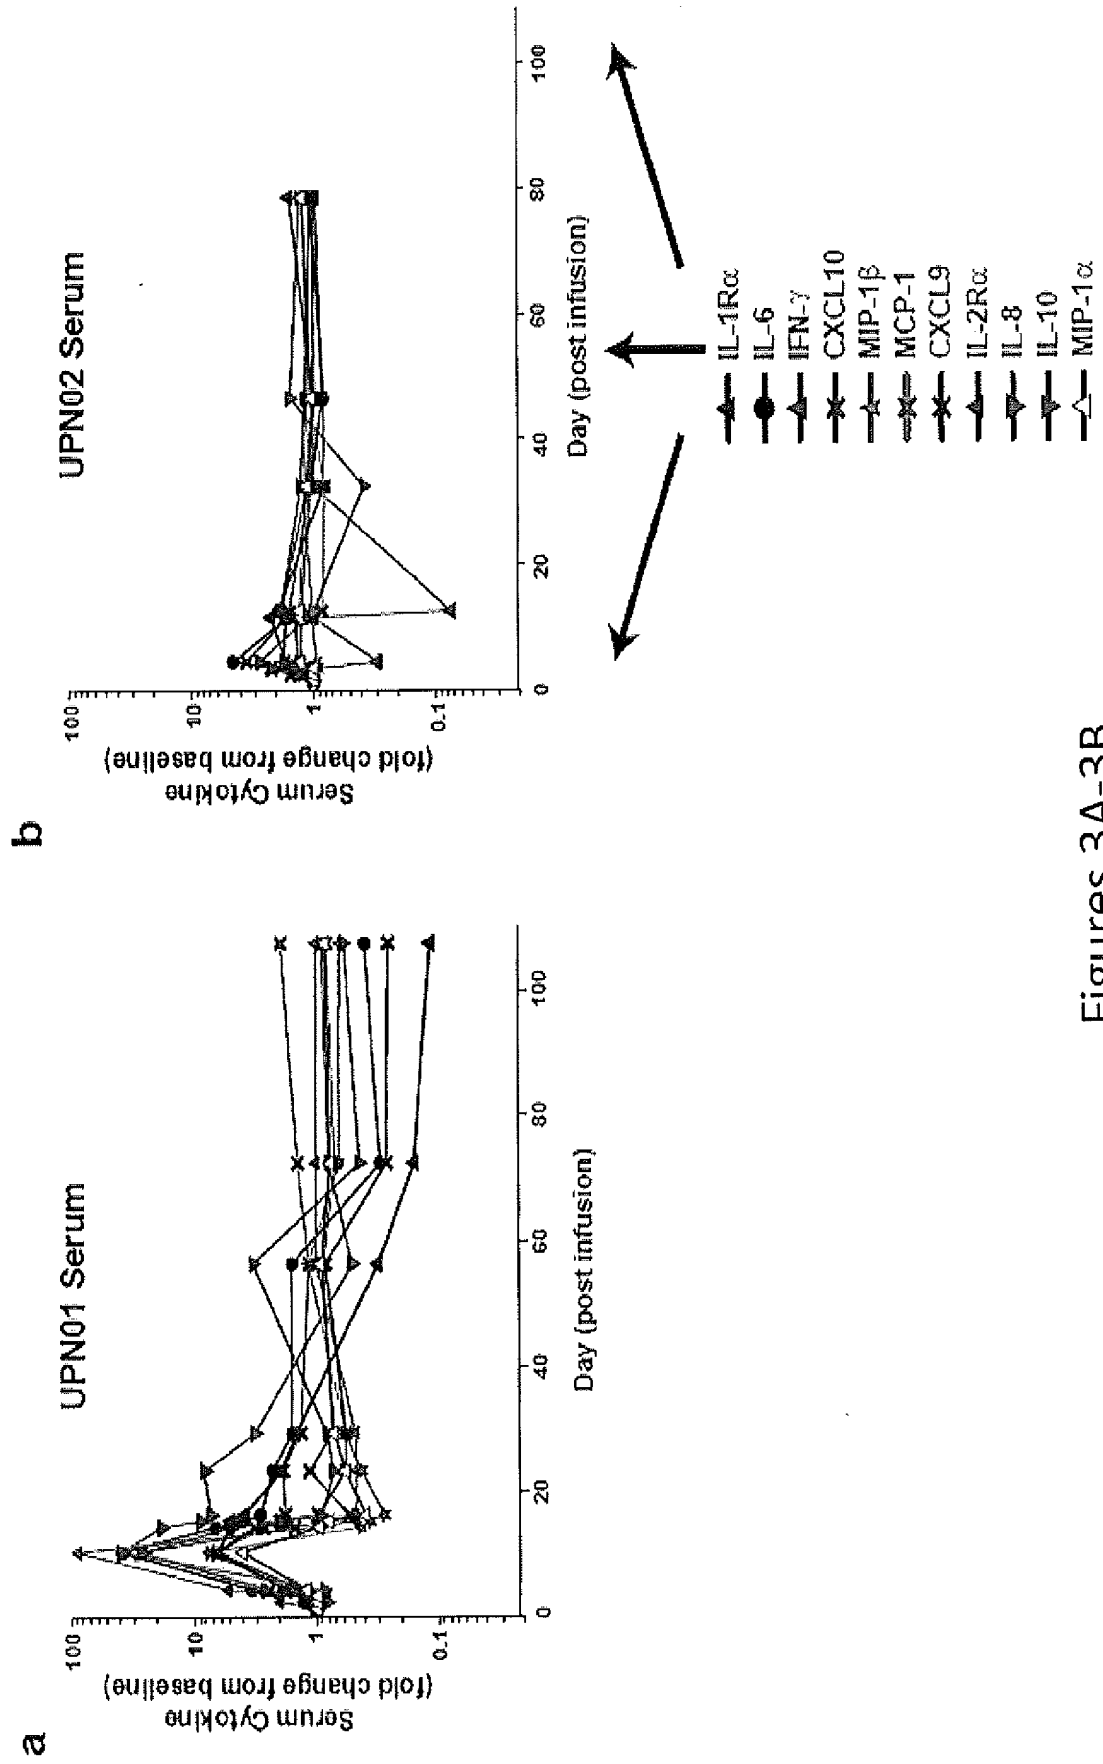 a
UPN01 Serum
Serum Cytokine
(fold change from baseline)
100
10
1
0.1
0
20
40
60
80
100
Day (post infusion)
b
UPN02 Serum
Serum Cytokine
(fold change from baseline)
100
10
1
0.1
0
20
40
60
80
100
Day (post infusion)
IL-1Rα
IL-6
IFN-γ
CXCL10
MIP-1β
MCP-1
CXCL9
IL-2Rα
IL-8
IL-10
MIP-1α
Figures 3A-3B